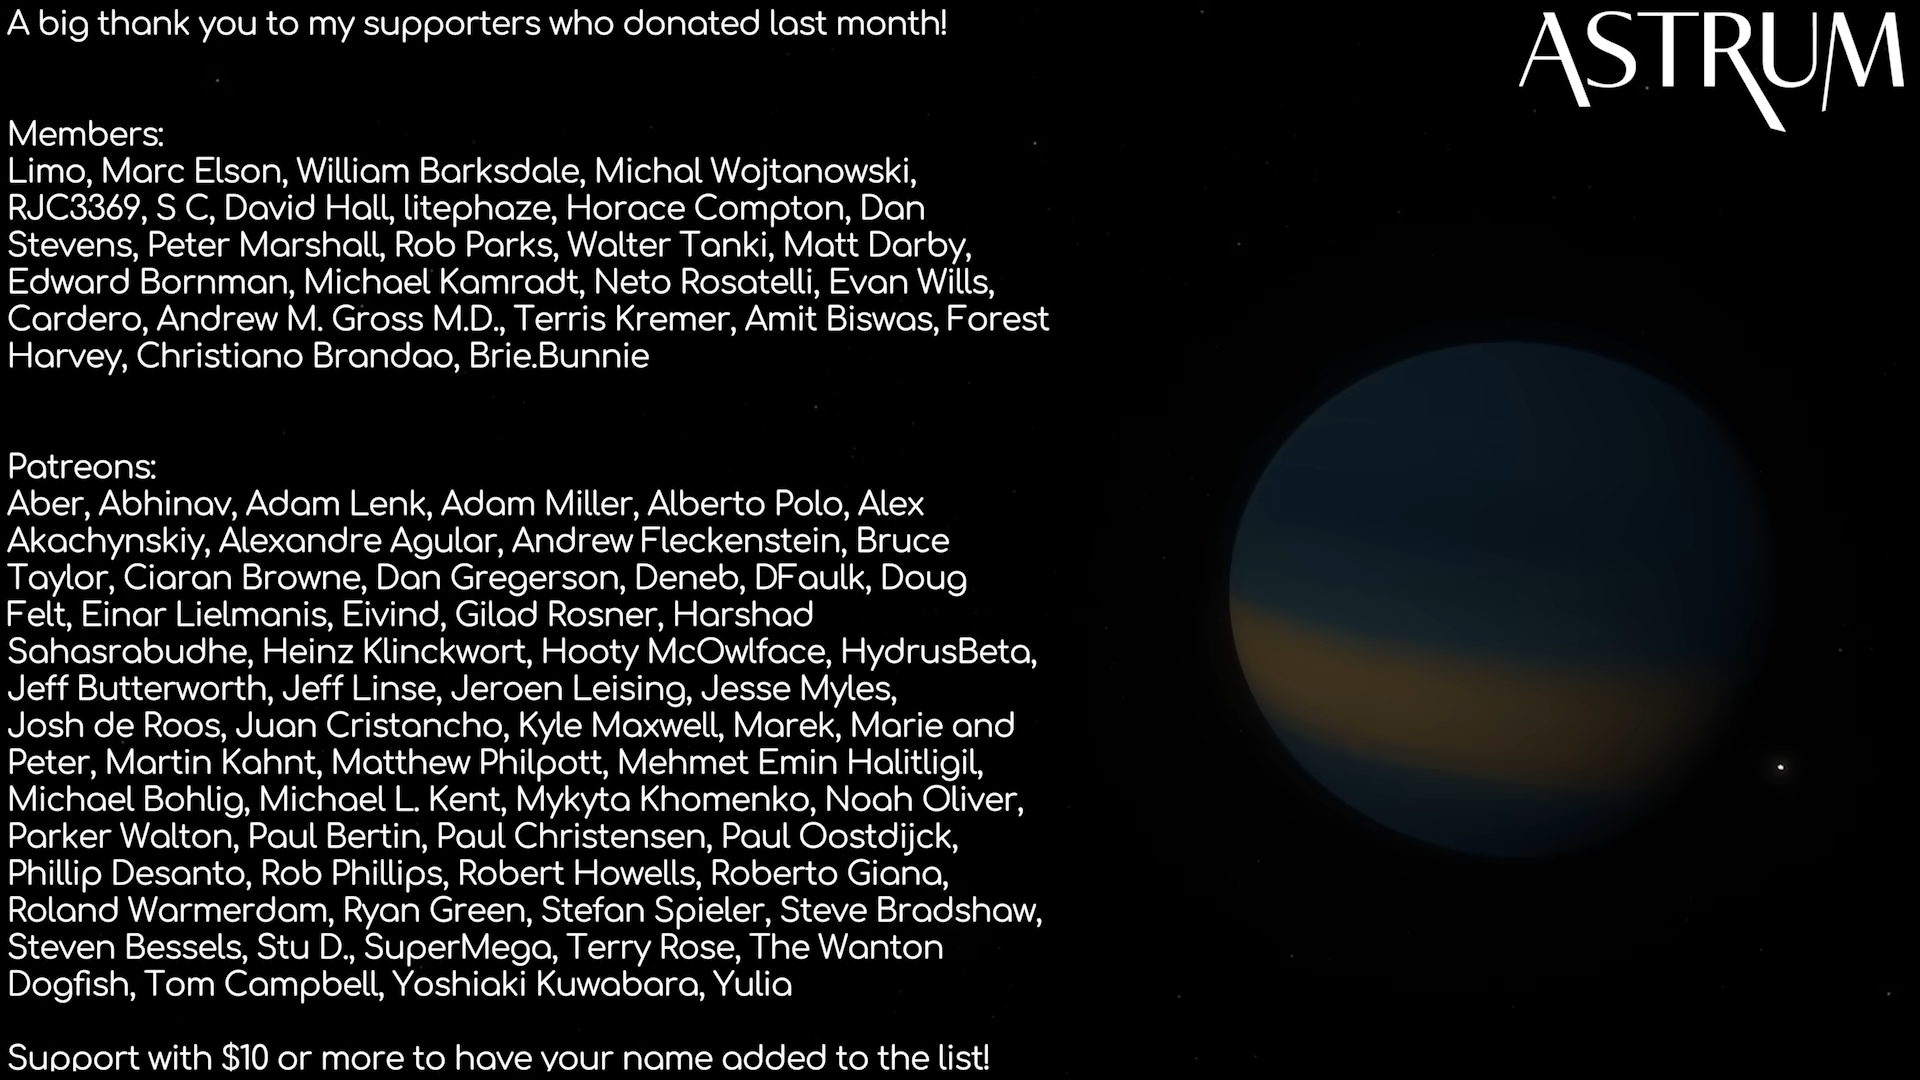 A big thank you to my supporters who donated last month!
ASTRUM
Members:
Limo, Marc Elson, William Barksdale, Michal Wojtanowski,
RJC3369, S C, David Hall, litephaze, Horace Compton, Dan
Stevens, Peter Marshall, Rob Parks, Walter Tanki, Matt Darby,
Edward Bornman, Michael Kamradt, Neto Rosatelli, Evan Wills,
Cardero, Andrew M. Gross M.D., Terris Kremer, Amit Biswas, Forest
Harvey, Christiano Brandao, Brie.Bunnie
Patreons:
Aber, Abhinav, Adam Lenk, Adam Miller, Alberto Polo, Alex
Akachynskiy, Alexandre Agular, Andrew Fleckenstein, Bruce
Taylor, Ciaran Browne, Dan Gregerson, Deneb, DFaulk, Doug
Felt, Einar Lielmanis, Eivind, Gilad Rosner, Harshad
Sahasrabudhe, Heinz Klinckwort, Hooty McOwlface, HydrusBeta,
Jeff Butterworth, Jeff Linse, Jeroen Leising, Jesse Myles,
Josh de Roos, Juan Cristancho, Kyle Maxwell, Marek, Marie and
Peter, Martin Kahnt, Matthew Philpott, Mehmet Emin Halitligil,
Michael Bohlig, Michael L. Kent, Mykyta Khomenko, Noah Oliver,
Parker Walton, Paul Bertin, Paul Christensen, Paul Oostdijck,
Phillip Desanto, Rob Phillips, Robert Howells, Roberto Giana,
Roland Warmerdam, Ryan Green, Stefan Spieler, Steve Bradshaw,
Steven Bessels, Stu D., SuperMega, Terry Rose, The Wanton
Dogfish, Tom Campbell, Yoshiaki Kuwabara, Yulia
Support with $10 or more to have your name added to the list!